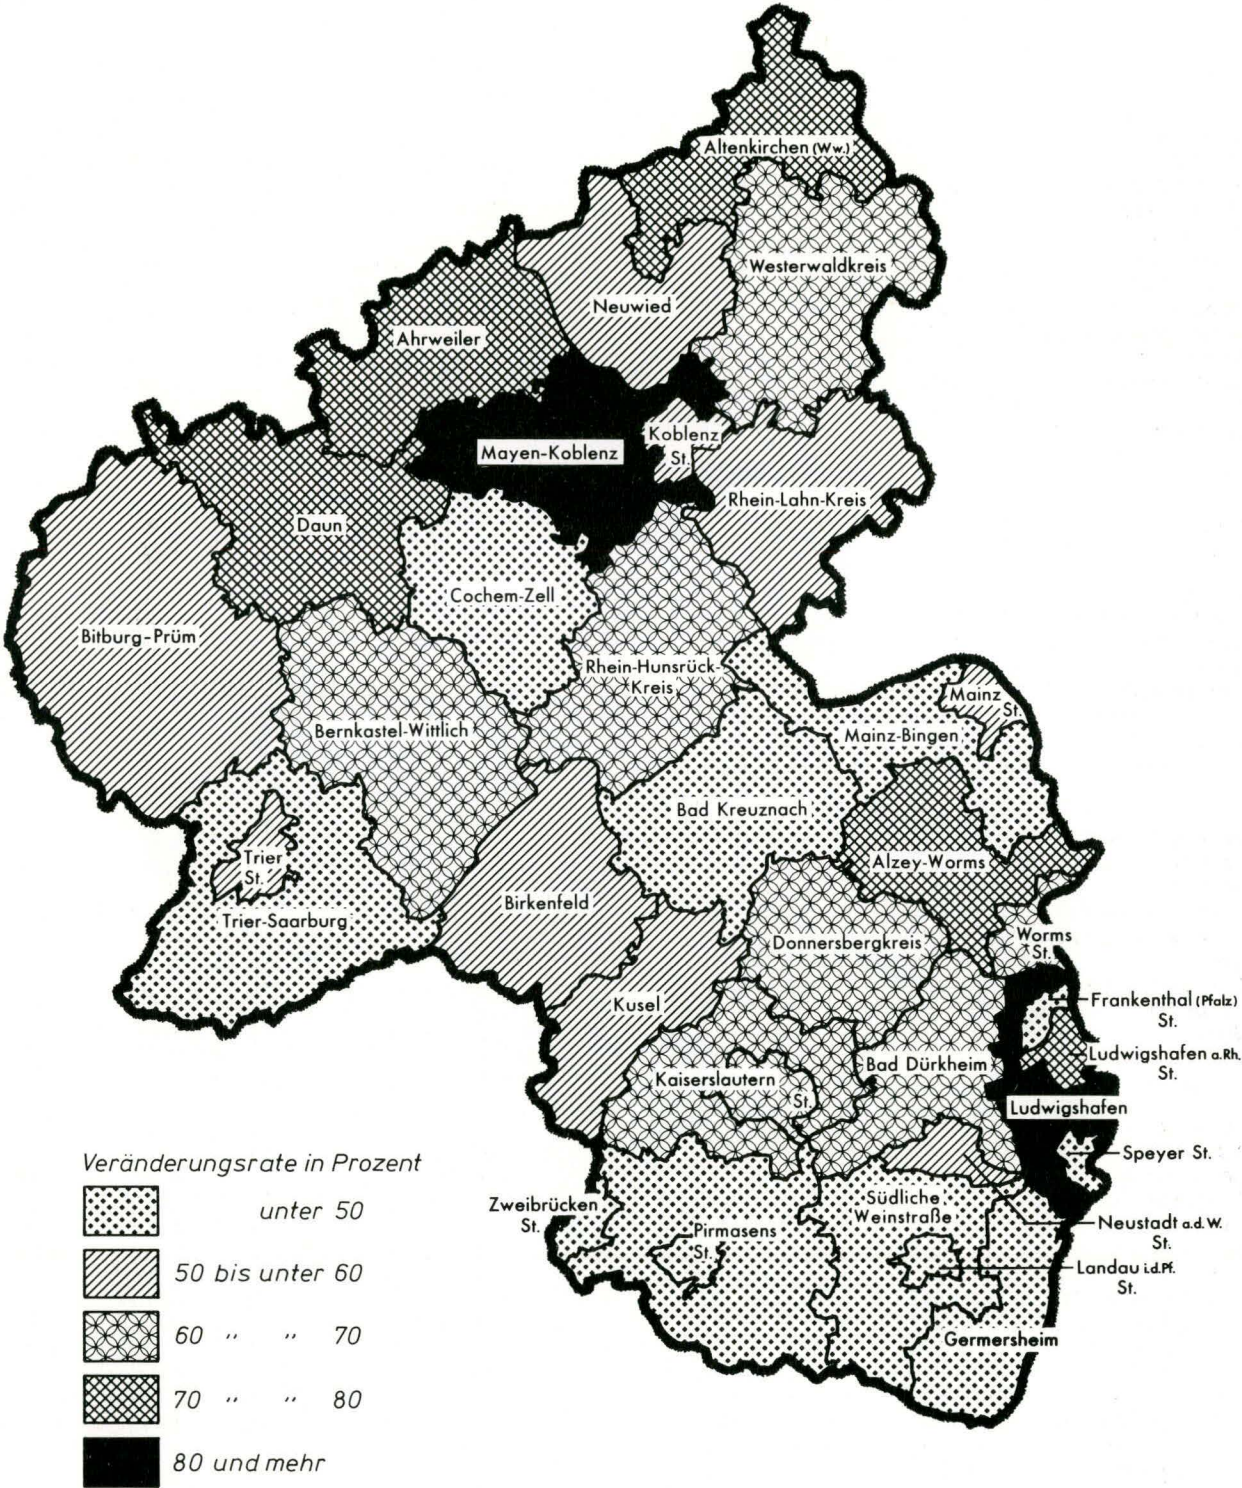 Altenkirchen (Ww.)
Westerwaldkreis
Neuwied
Ahrweiler
Koblenz
St.
Mayen-Koblenz
Rhein-Lahn-Kreis
Daun
Cochem-Zell
Bitburg-Prüm
Rhein-Hunsrück-
Kreis
Mainz
St.
Bernkastel-Wittlich
Mainz-Bingen
Bad Kreuznach
Trier
St.
Alzey-Worms
Birkenfeld
Trier-Saarburg
Donnersbergkreis
Worms
St.
Kusel
Frankenthal (Pfalz)
St.
Ludwigshafen a.Rh.
St.
Bad Dürkheim
Kaiserslautern
St.
Ludwigshafen
Speyer St.
Zweibrücken
St.
Südliche
Weinstraße
Pirmasens
St.
Neustadt a.d.W.
St.
Landau i.d.Pf.
St.
Germersheim
Veränderungsrate in Prozent
unter 50
50 bis unter 60
60 " " 70
70 " " 80
80 und mehr